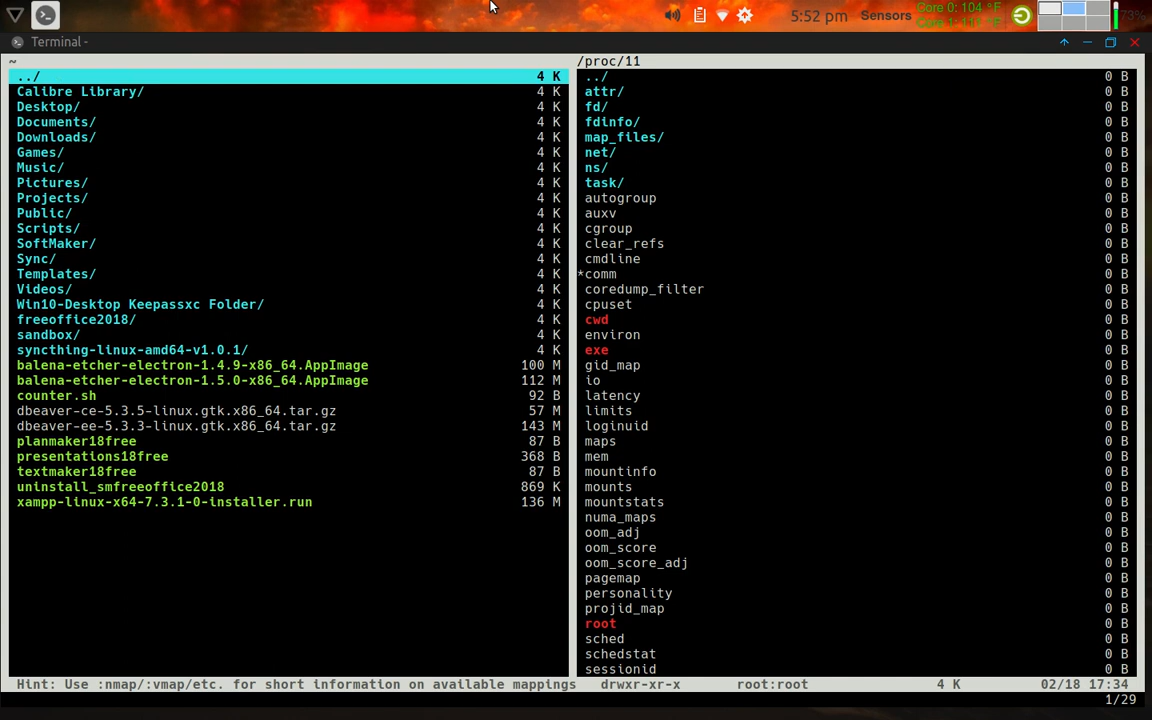 5:52 pm Sensors Core 0: 104 °F
Core 1: 111 °F
73%
Terminal -
~
../ 4 K
Calibre Library/ 4 K
Desktop/ 4 K
Documents/ 4 K
Downloads/ 4 K
Games/ 4 K
Music/ 4 K
Pictures/ 4 K
Projects/ 4 K
Public/ 4 K
Scripts/ 4 K
SoftMaker/ 4 K
Sync/ 4 K
Templates/ 4 K
Videos/ 4 K
Win10-Desktop Keepassxc Folder/ 4 K
freeoffice2018/ 4 K
sandbox/ 4 K
syncthing-linux-amd64-v1.0.1/ 4 K
balena-etcher-electron-1.4.9-x86_64.AppImage 100 M
balena-etcher-electron-1.5.0-x86_64.AppImage 112 M
counter.sh 92 B
dbeaver-ce-5.3.5-linux.gtk.x86_64.tar.gz 57 M
dbeaver-ee-5.3.3-linux.gtk.x86_64.tar.gz 143 M
planmaker18free 87 B
presentations18free 368 B
textmaker18free 87 B
uninstall_smfreeoffice2018 869 K
xampp-linux-x64-7.3.1-0-installer.run 136 M
/proc/11
../ 0 B
attr/ 0 B
fd/ 0 B
fdinfo/ 0 B
map_files/ 0 B
net/ 0 B
ns/ 0 B
task/ 0 B
autogroup 0 B
auxv 0 B
cgroup 0 B
clear_refs 0 B
cmdline 0 B
*comm 0 B
coredump_filter 0 B
cpuset 0 B
cwd 0 B
environ 0 B
exe 0 B
gid_map 0 B
io 0 B
latency 0 B
limits 0 B
loginuid 0 B
maps 0 B
mem 0 B
mountinfo 0 B
mounts 0 B
mountstats 0 B
numa_maps 0 B
oom_adj 0 B
oom_score 0 B
oom_score_adj 0 B
pagemap 0 B
personality 0 B
projid_map 0 B
root 0 B
sched 0 B
schedstat 0 B
sessionid 0 B
Hint: Use :nmap/:vmap/etc. for short information on available mappings drwxr-xr-x root:root 4 K 02/18 17:34
1/29